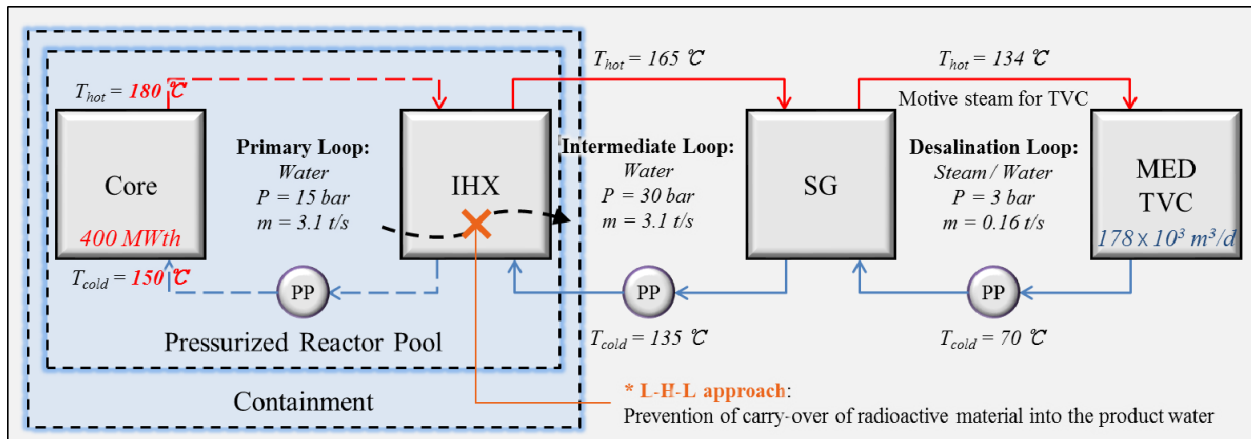 T_hot = 180 ℃
Core
400 MWth
T_cold = 150 ℃
Primary Loop:
Water
P = 15 bar
m = 3.1 t/s
PP
IHX
Pressurized Reactor Pool
Containment
T_hot = 165 ℃
Intermediate Loop:
Water
P = 30 bar
m = 3.1 t/s
PP
T_cold = 135 ℃
SG
T_hot = 134 ℃
Motive steam for TVC
Desalination Loop:
Steam / Water
P = 3 bar
m = 0.16 t/s
PP
T_cold = 70 ℃
MED
TVC
178 x 10³ m³/d
* L-H-L approach:
Prevention of carry-over of radioactive material into the product water